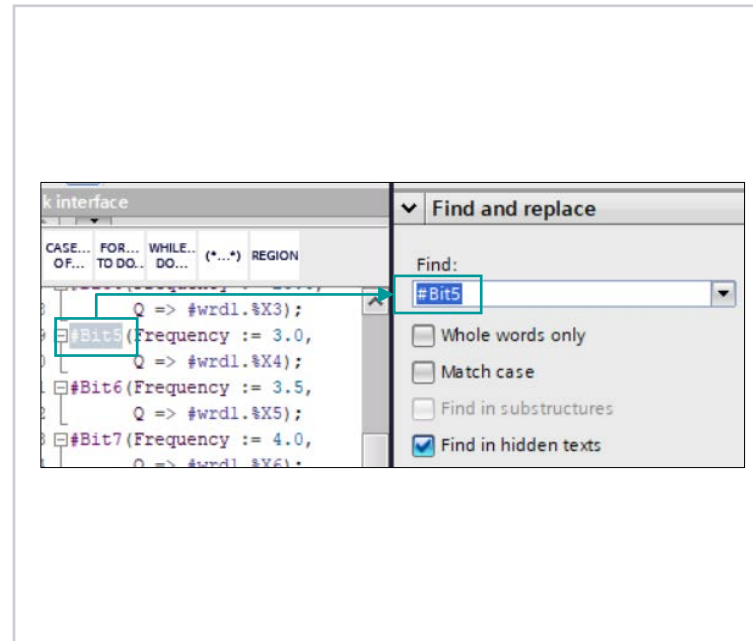 k interface
CASE... FOR... WHILE.. (*...*) REGION
OF... TO DO.. DO...
Q => #wrd1.%X3);
#Bit5(Frequency := 3.0,
Q => #wrd1.%X4);
#Bit6(Frequency := 3.5,
Q => #wrd1.%X5);
#Bit7(Frequency := 4.0,
Q => #wrd1.%X6);
Find and replace
Find:
#Bit5
Whole words only
Match case
Find in substructures
Find in hidden texts